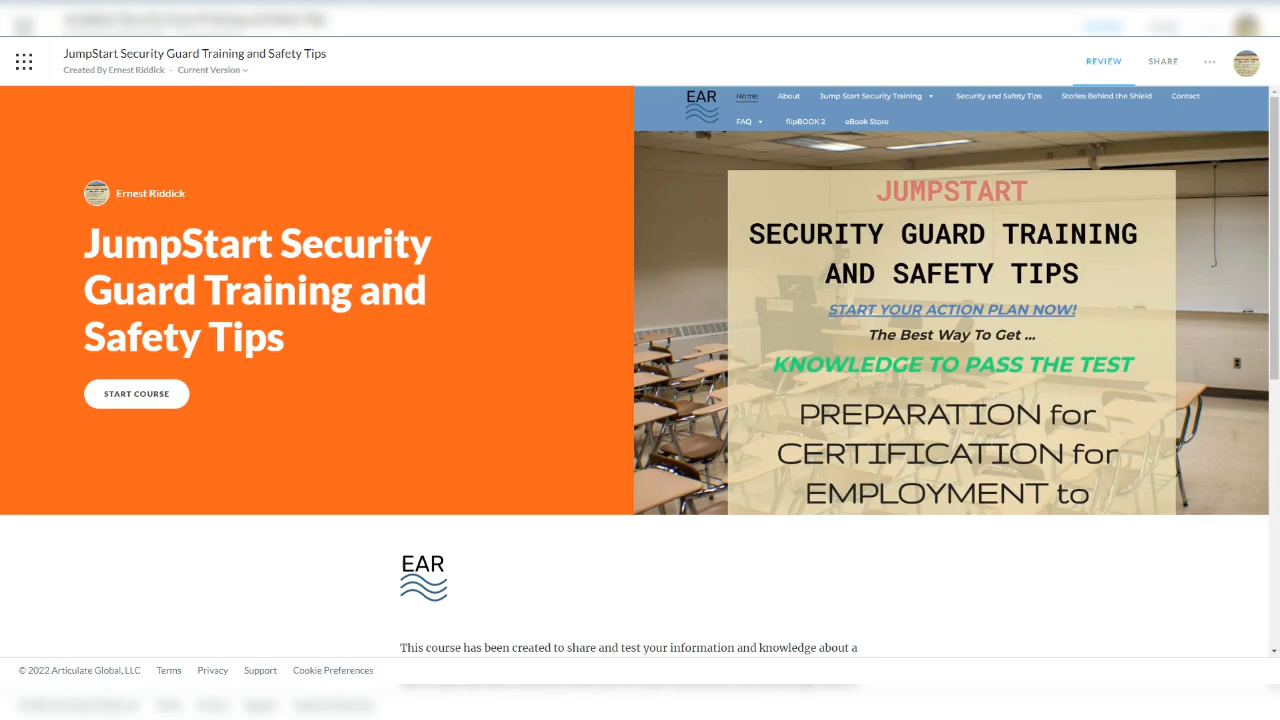 JumpStart Security Guard Training and Safety Tips
Created By Ernest Riddick · Current Version
REVIEW
SHARE
Ernest Riddick
JumpStart Security
Guard Training and
Safety Tips
START COURSE
EAR
Home
About
Jump Start Security Training
Security and Safety Tips
Stories Behind the Shield
Contact
FAQ
flipBOOK 2
eBook Store
JUMPSTART
SECURITY GUARD TRAINING
AND SAFETY TIPS
START YOUR ACTION PLAN NOW!
The Best Way To Get ...
KNOWLEDGE TO PASS THE TEST
PREPARATION for
CERTIFICATION for
EMPLOYMENT to
EAR
This course has been created to share and test your information and knowledge about a
© 2022 Articulate Global, LLC
Terms
Privacy
Support
Cookie Preferences